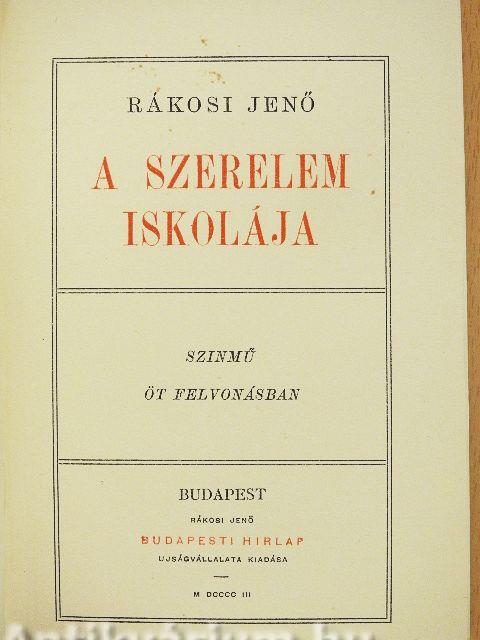 RÁKOSI JENŐ
A SZERELEM
ISKOLÁJA
SZINMŰ
ÖT FELVONÁSBAN
BUDAPEST
RÁKOSI JENŐ
BUDAPESTI HIRLAP
UJSÁGVÁLLALATA KIADÁSA
M DCCCC III